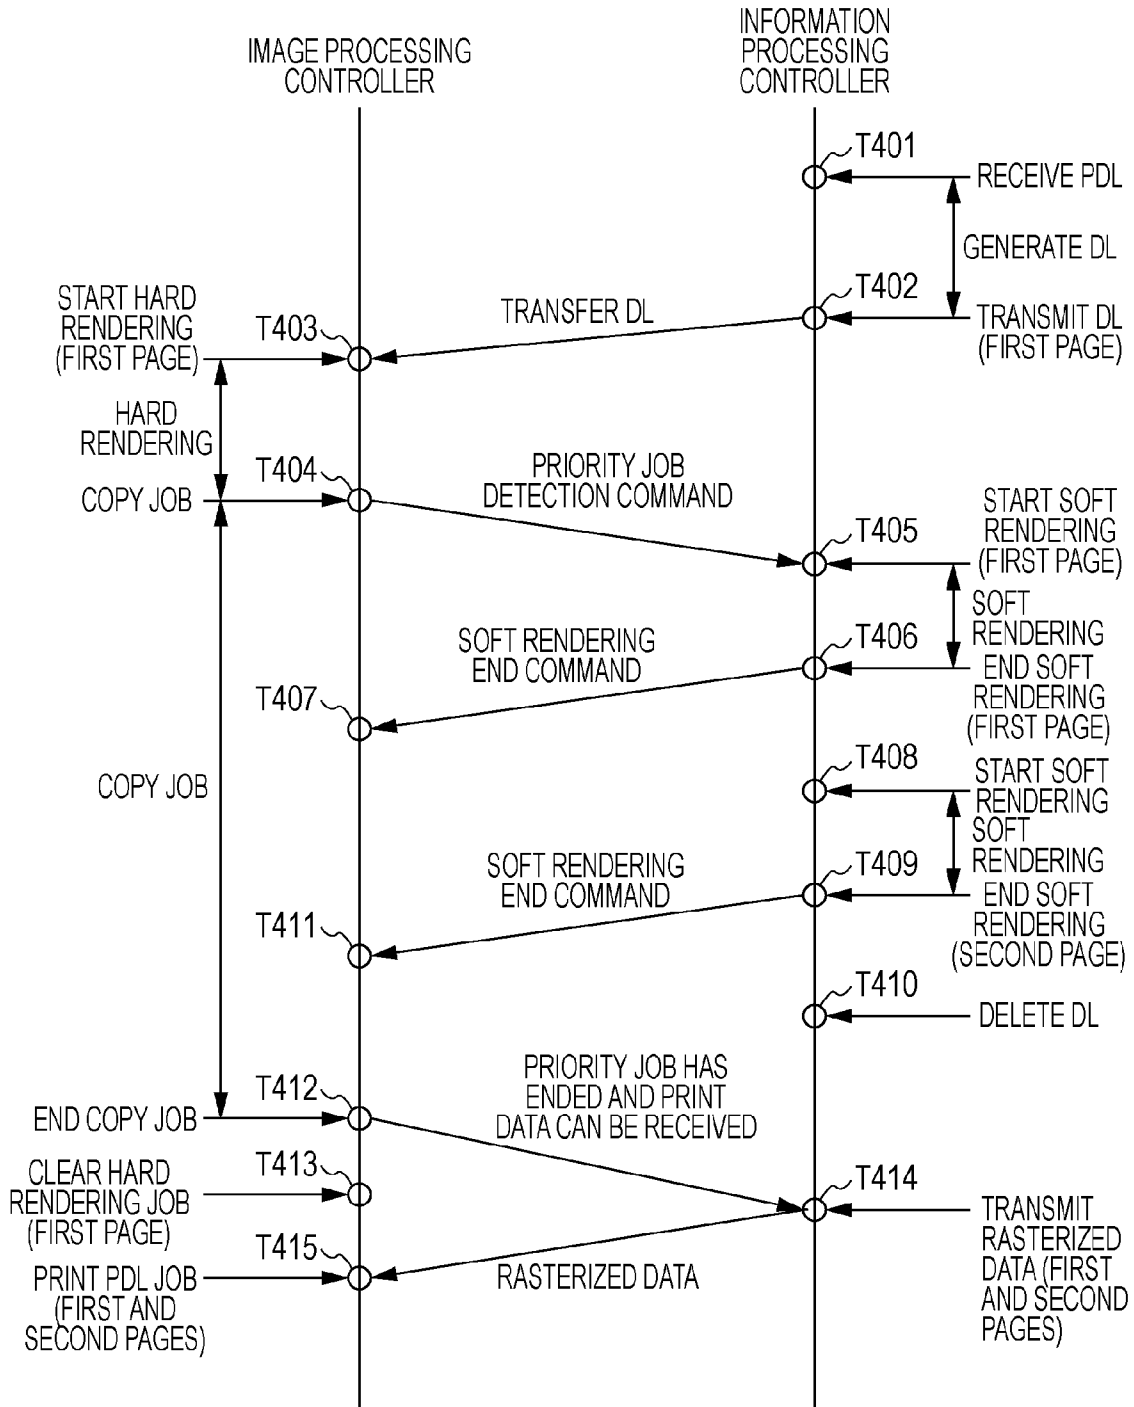 IMAGE PROCESSING
CONTROLLER
INFORMATION
PROCESSING
CONTROLLER
T401
RECEIVE PDL
GENERATE DL
T402
TRANSMIT DL
(FIRST PAGE)
TRANSFER DL
START HARD
RENDERING
(FIRST PAGE)
T403
HARD
RENDERING
T404
COPY JOB
PRIORITY JOB
DETECTION COMMAND
T405
START SOFT
RENDERING
(FIRST PAGE)
SOFT
RENDERING
T406
END SOFT
RENDERING
(FIRST PAGE)
SOFT RENDERING
END COMMAND
T407
COPY JOB
T408
START SOFT
RENDERING
SOFT
RENDERING
T409
END SOFT
RENDERING
(SECOND PAGE)
SOFT RENDERING
END COMMAND
T411
T410
DELETE DL
T412
END COPY JOB
PRIORITY JOB HAS
ENDED AND PRINT
DATA CAN BE RECEIVED
T413
CLEAR HARD
RENDERING JOB
(FIRST PAGE)
T414
TRANSMIT
RASTERIZED
DATA (FIRST
AND SECOND
PAGES)
T415
PRINT PDL JOB
(FIRST AND
SECOND PAGES)
RASTERIZED DATA